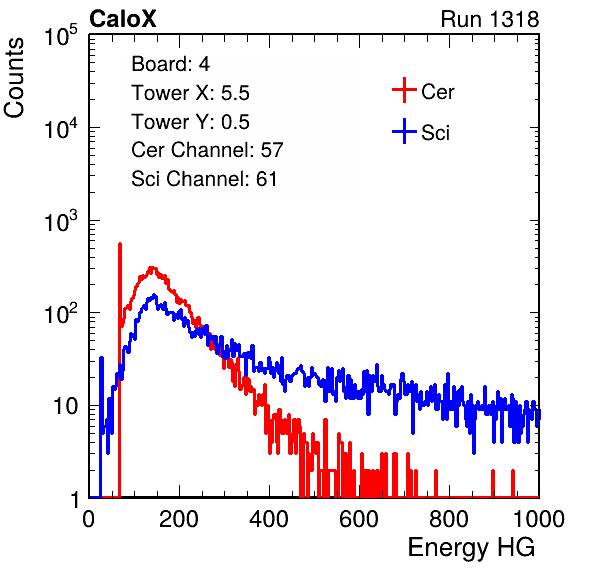 CaloX Run 1318
Counts
10^5
10^4
10^3
10^2
10
1
Board: 4
Tower X: 5.5
Tower Y: 0.5
Cer Channel: 57
Sci Channel: 61
Cer
Sci
0 200 400 600 800 1000
Energy HG